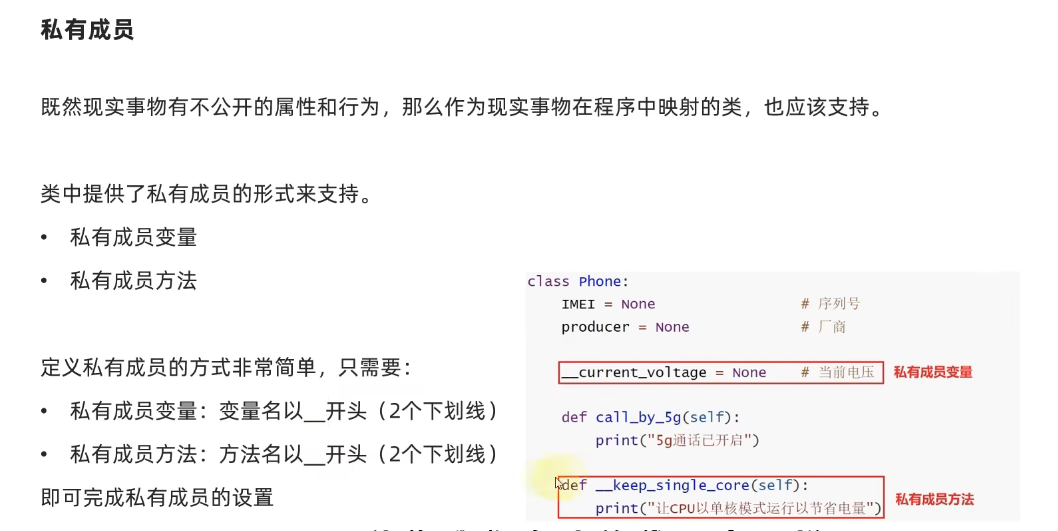 私有成员
既然现实事物有不公开的属性和行为，那么作为现实事物在程序中映射的类，也应该支持。
类中提供了私有成员的形式来支持。
• 私有成员变量
• 私有成员方法
定义私有成员的方式非常简单，只需要：
• 私有成员变量：变量名以__开头（2个下划线）
• 私有成员方法：方法名以__开头（2个下划线）
即可完成私有成员的设置
class Phone:
    IMEI = None    # 序列号
    producer = None    # 厂商
    __current_voltage = None    # 当前电压 私有成员变量
    def call_by_5g(self):
        print("5g通话已开启")
    def __keep_single_core(self):
        print("让CPU以单核模式运行以节省电量") 私有成员方法